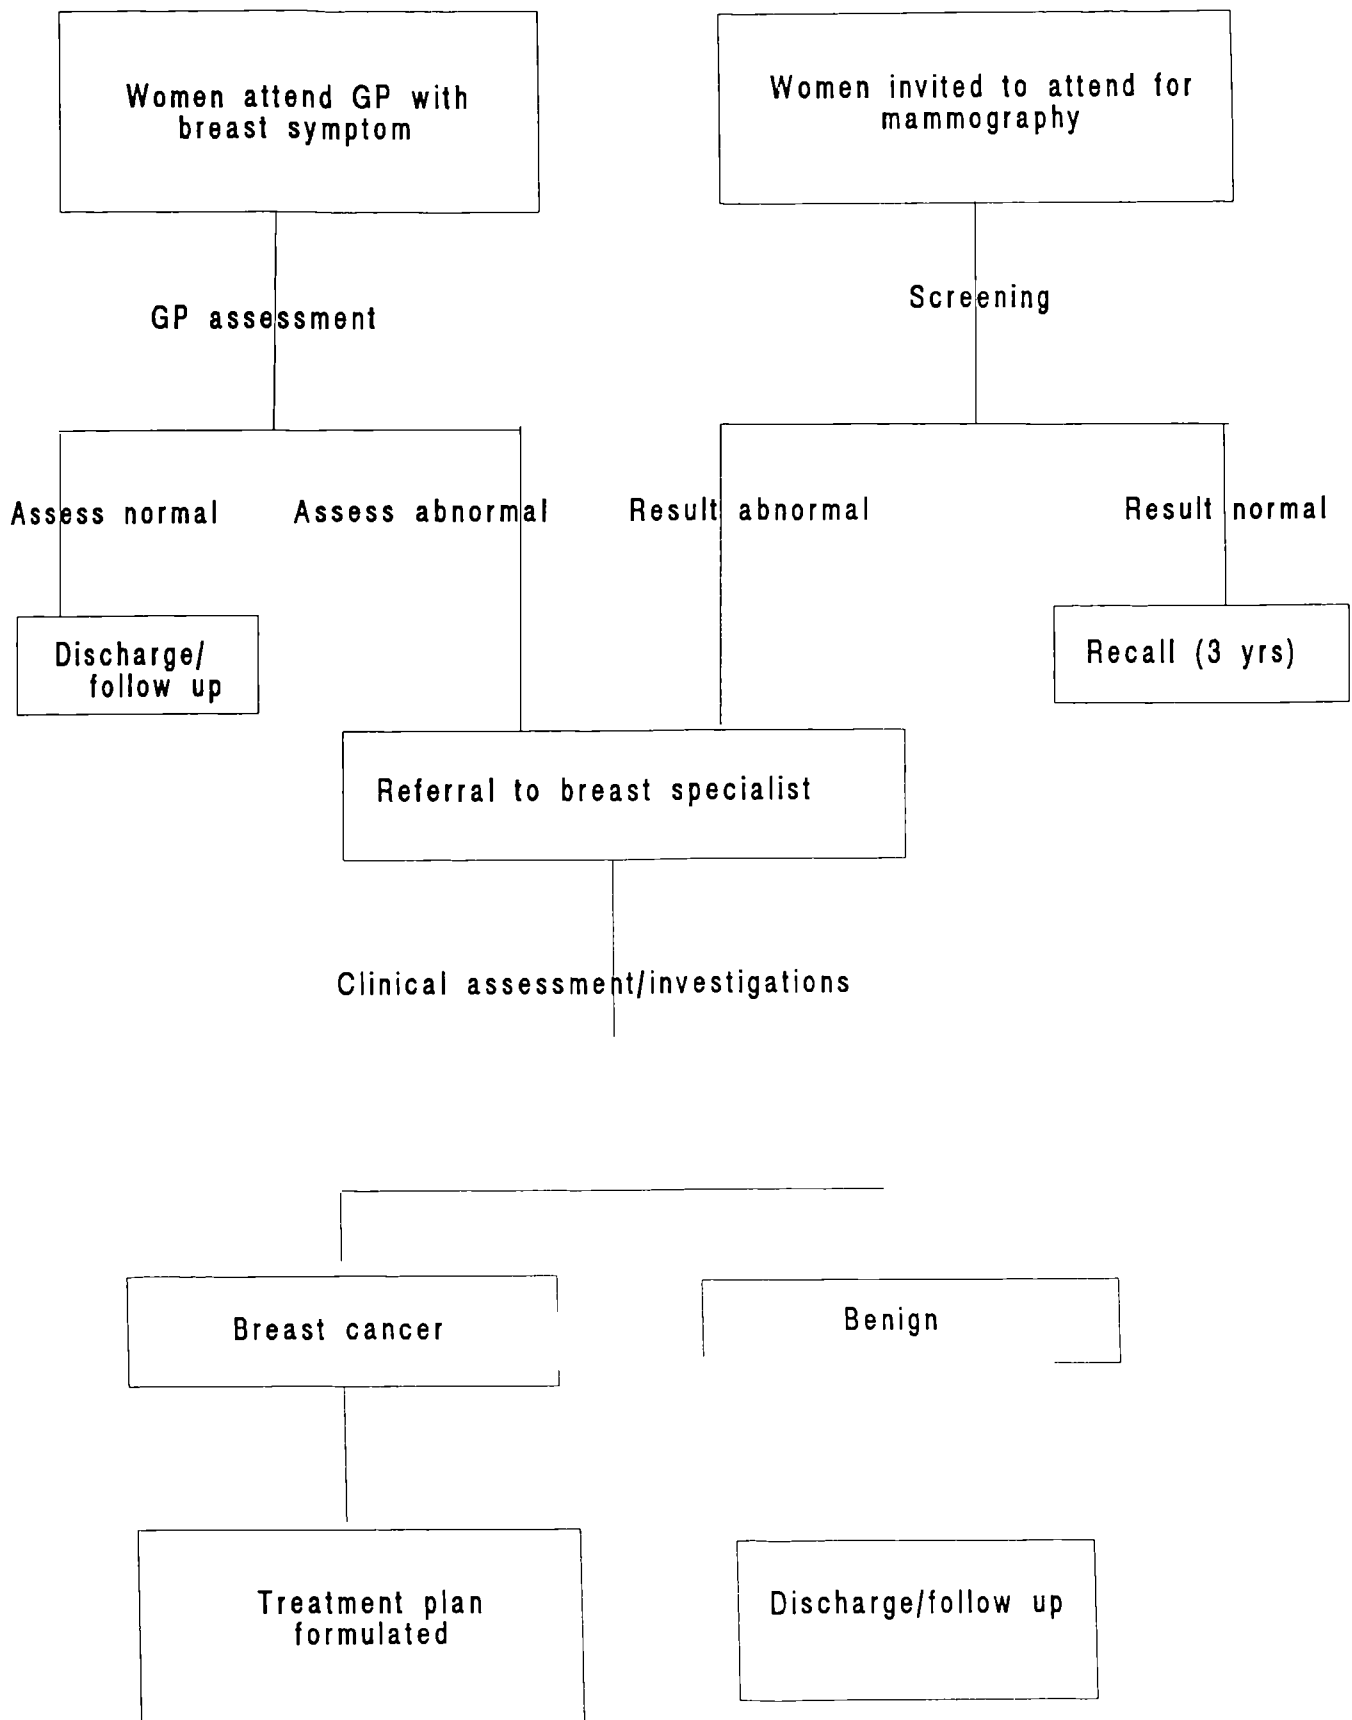 Women attend GP with
breast symptom
Women invited to attend for
mammography
GP assessment
Screening
Assess normal
Assess abnormal
Result abnormal
Result normal
Discharge/
follow up
Recall (3 yrs)
Referral to breast specialist
Clinical assessment/investigations
Breast cancer
Benign
Treatment plan
formulated
Discharge/follow up